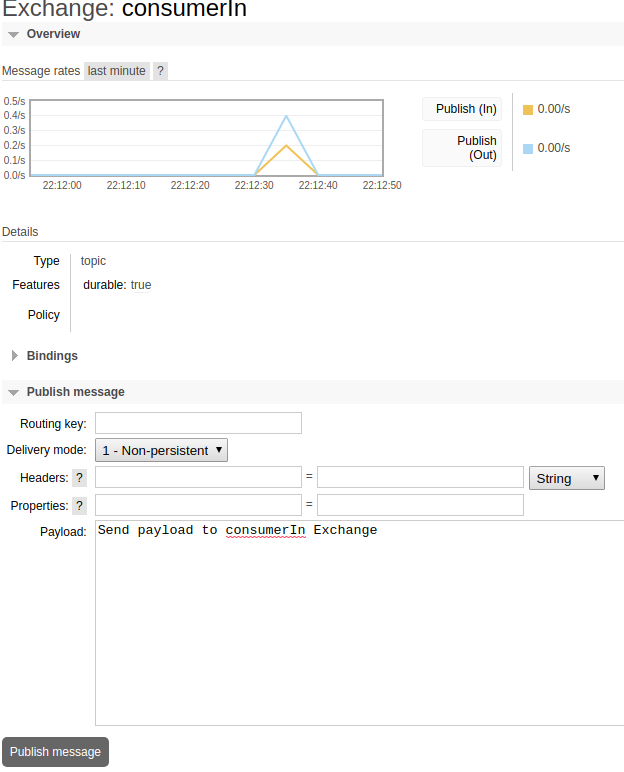 Exchange: consumerIn
Overview
Message rates last minute ?
0.5/s
0.4/s
0.3/s
0.2/s
0.1/s
0.0/s
22:12:00 22:12:10 22:12:20 22:12:30 22:12:40 22:12:50
Publish (In) 0.00/s
Publish (Out) 0.00/s
Details
Type topic
Features durable: true
Policy
Bindings
Publish message
Routing key:
Delivery mode: 1 - Non-persistent
Headers: ? = String
Properties: ? =
Payload: Send payload to consumerIn Exchange
Publish message